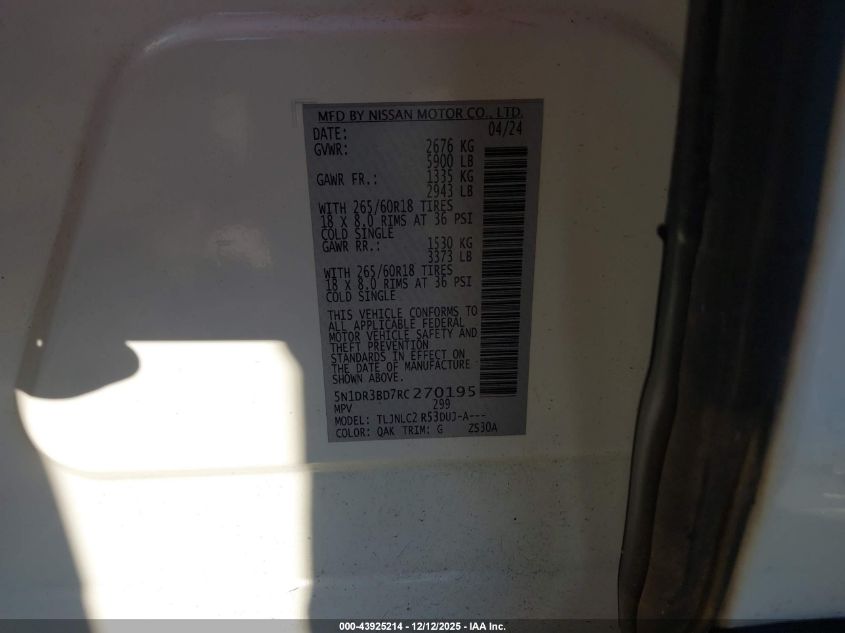 MFD BY NISSAN MOTOR CO., LTD.
DATE: 04/24
GVWR: 2676 KG
5900 LB
GAWR FR.: 1335 KG
2943 LB
WITH 265/60R18 TIRES
18 X 8.0 RIMS AT 36 PSI
COLD SINGLE
GAWR RR.: 1530 KG
3373 LB
WITH 265/60R18 TIRES
18 X 8.0 RIMS AT 36 PSI
COLD SINGLE
THIS VEHICLE CONFORMS TO
ALL APPLICABLE FEDERAL
MOTOR VEHICLE SAFETY AND
THEFT PREVENTION
STANDARDS IN EFFECT ON
THE DATE OF MANUFACTURE
SHOWN ABOVE.
5N1DR3BD7RC270195
MPV 299
MODEL: TLJNLC2 R53DUJ-A---
COLOR: QAK TRIM: G ZS30A
000-43925214 - 12/12/2025 - IAA Inc.